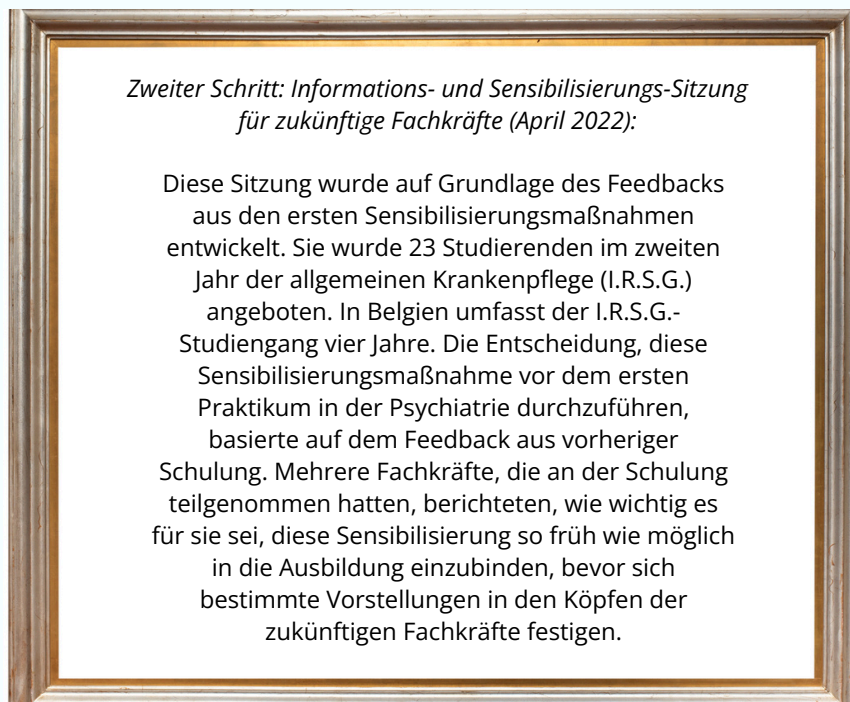 Zweiter Schritt: Informations- und Sensibilisierungs-Sitzung
für zukünftige Fachkräfte (April 2022):
Diese Sitzung wurde auf Grundlage des Feedbacks
aus den ersten Sensibilisierungsmaßnahmen
entwickelt. Sie wurde 23 Studierenden im zweiten
Jahr der allgemeinen Krankenpflege (I.R.S.G.)
angeboten. In Belgien umfasst der I.R.S.G.-
Studiengang vier Jahre. Die Entscheidung, diese
Sensibilisierungsmaßnahme vor dem ersten
Praktikum in der Psychiatrie durchzuführen,
basierte auf dem Feedback aus vorheriger
Schulung. Mehrere Fachkräfte, die an der Schulung
teilgenommen hatten, berichteten, wie wichtig es
für sie sei, diese Sensibilisierung so früh wie möglich
in die Ausbildung einzubinden, bevor sich
bestimmte Vorstellungen in den Köpfen der
zukünftigen Fachkräfte festigen.